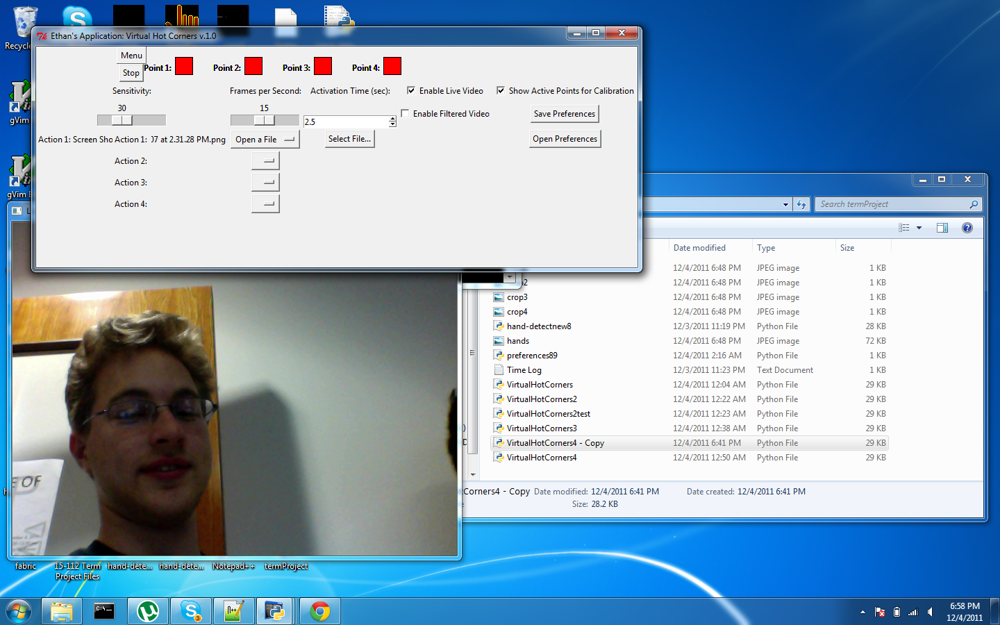 Recycle
Ethan's Application: Virtual Hot Corners v.1.0
Menu
Stop
Point 1:
Point 2:
Point 3:
Point 4:
Sensitivity:
Frames per Second:
Activation Time (sec):
Enable Live Video
Show Active Points for Calibration
30
15
2.5
Enable Filtered Video
Save Preferences
Action 1: Screen Sho Action 1: 07 at 2.31.28 PM.png
Open a File
Select File...
Open Preferences
Action 2:
Action 3:
Action 4:
gVim
gVim
Search termProject
Date modified Type Size
12/4/2011 6:48 PM JPEG image 1 KB
12/4/2011 6:48 PM JPEG image 1 KB
crop3 12/4/2011 6:48 PM JPEG image 1 KB
crop4 12/4/2011 6:48 PM JPEG image 1 KB
hand-detectnew8 12/3/2011 11:19 PM Python File 28 KB
hands 12/4/2011 6:48 PM JPEG image 72 KB
preferences89 12/4/2011 2:16 AM Python File 1 KB
Time Log 12/3/2011 11:23 PM Text Document 1 KB
VirtualHotCorners 12/4/2011 12:04 AM Python File 29 KB
VirtualHotCorners2 12/4/2011 12:22 AM Python File 29 KB
VirtualHotCorners2test 12/4/2011 12:23 AM Python File 29 KB
VirtualHotCorners3 12/4/2011 12:38 AM Python File 29 KB
VirtualHotCorners4 - Copy 12/4/2011 6:41 PM Python File 29 KB
VirtualHotCorners4 12/4/2011 12:50 AM Python File 29 KB
Corners4 - Copy Date modified: 12/4/2011 6:41 PM Date created: 12/4/2011 6:41 PM
Size: 28.2 KB
E OF
fabric
15-112 Term
Project Files
hand-dete...
hand-dete...
Notepad++
termProject
6:58 PM
12/4/2011